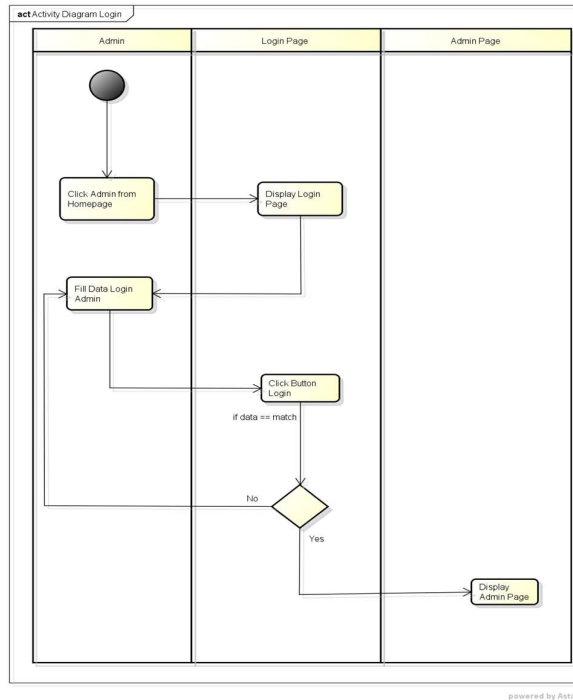 act Activity Diagram Login
Admin
Login Page
Admin Page
Click Admin from
Homepage
Display Login
Page
Fill Data Login
Admin
Click Button
Login
if data == match
No
Yes
Display
Admin Page
powered by Asta